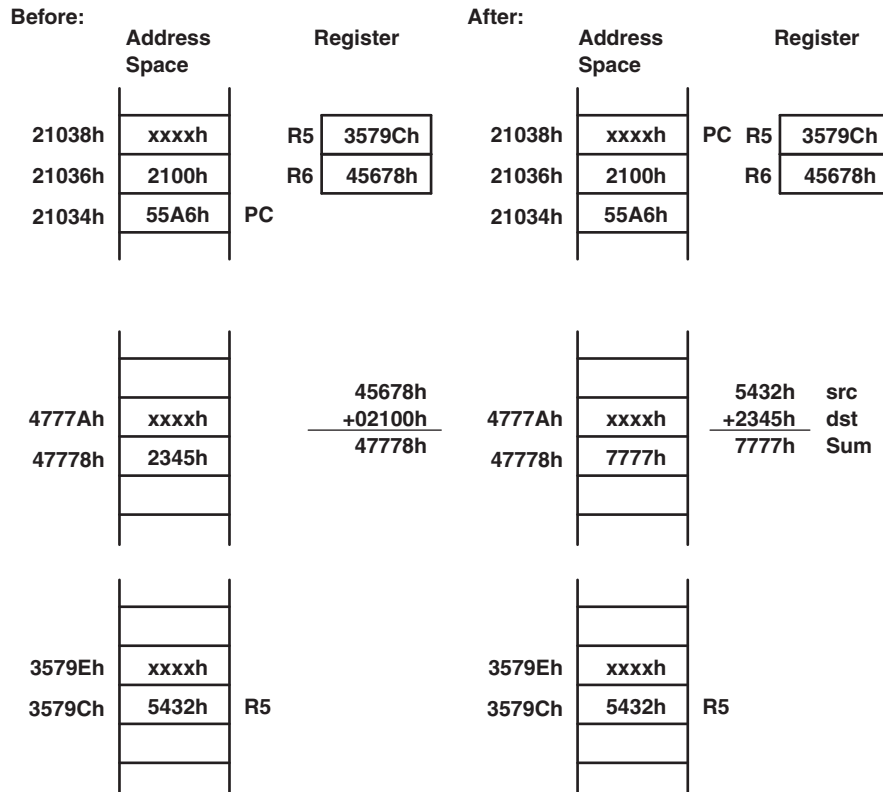 Before: After:
Address Register Address Register
Space Space
21038h xxxxh R5 3579Ch 21038h xxxxh PC R5 3579Ch
21036h 2100h R6 45678h 21036h 2100h R6 45678h
21034h 55A6h PC 21034h 55A6h
45678h 5432h src
4777Ah xxxxh +02100h 4777Ah xxxxh +2345h dst
47778h 2345h 47778h 47778h 7777h 7777h Sum
3579Eh xxxxh 3579Eh xxxxh
3579Ch 5432h R5 3579Ch 5432h R5